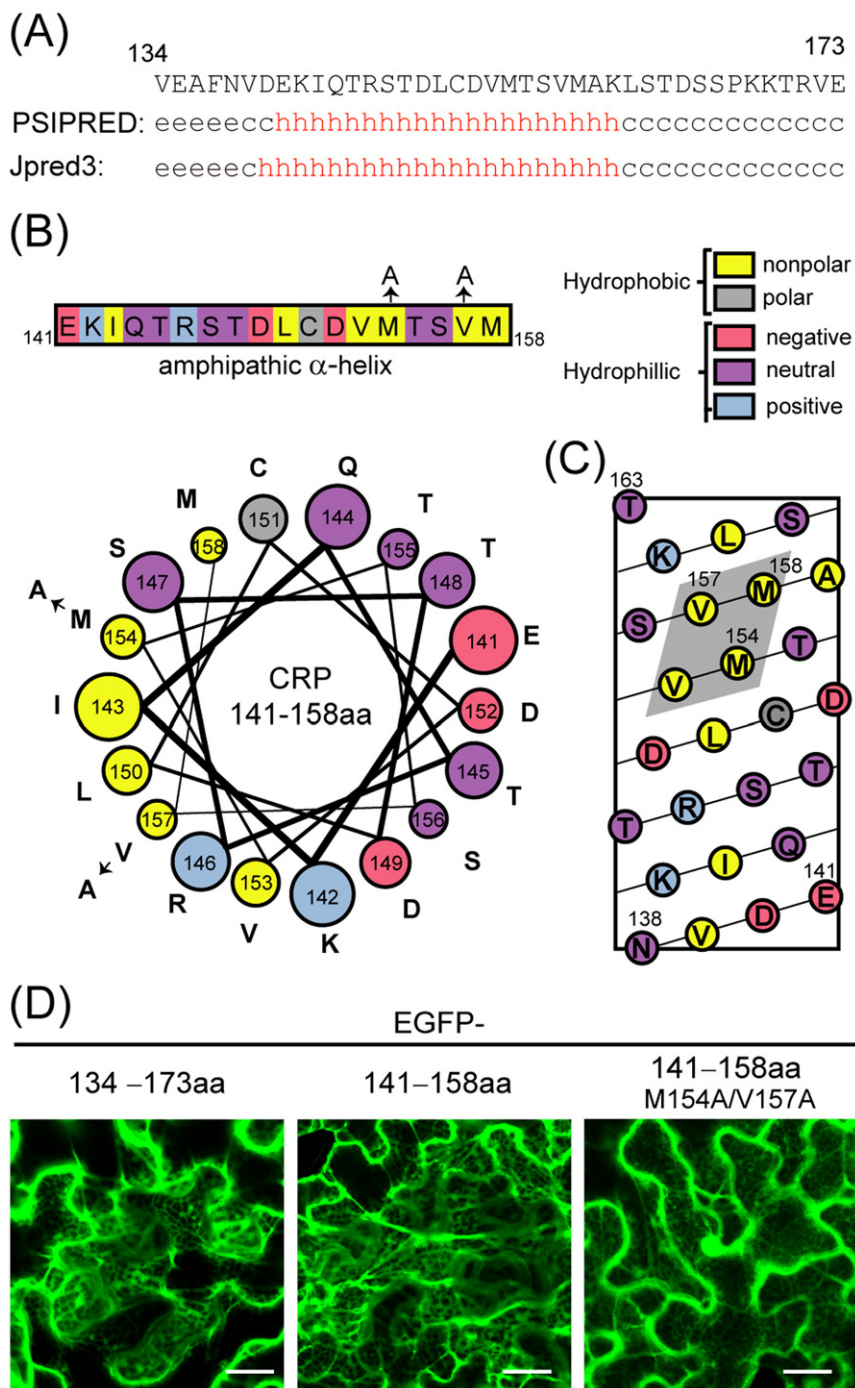 (A)
134 173
VEAFNVDEKIQTRSTDLCDVMTSVMAKLSTDSSPKKTRVE
PSIPRED: eeeeecchhhhhhhhhhhhhhhhhhhhccccccccccccc
Jpred3: eeeeechhhhhhhhhhhhhhhhhhhhhccccccccccccc
(B)
A A
141 E K I Q T R S T D L C D V M T S V M 158
amphipathic α-helix
Hydrophobic
nonpolar
polar
Hydrophillic
negative
neutral
positive
C Q
M T
S T
A M E
I D
L T
V S
A R D
V K
158 151 144 155
147 148
154 141
143 152
150 145
157 156
146 149
153 142
CRP
141-158aa
(C)
163
T K L S
157 158
S V M A
154
V M T
D L C D
T R S T
K I Q
141
138
N V D E
(D)
EGFP-
134 –173aa
141–158aa
141–158aa
M154A/V157A